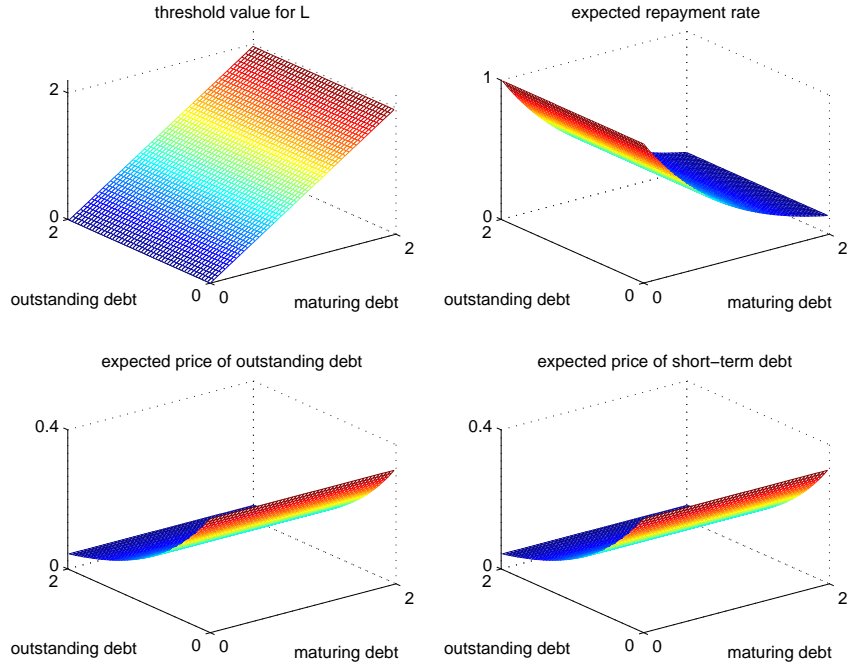 threshold value for L
2
0
2
outstanding debt
0
0
maturing debt
2
expected repayment rate
1
0
2
outstanding debt
0
0
maturing debt
2
expected price of outstanding debt
0.4
0
2
outstanding debt
0
0
maturing debt
2
expected price of short−term debt
0.4
0
2
outstanding debt
0
0
maturing debt
2